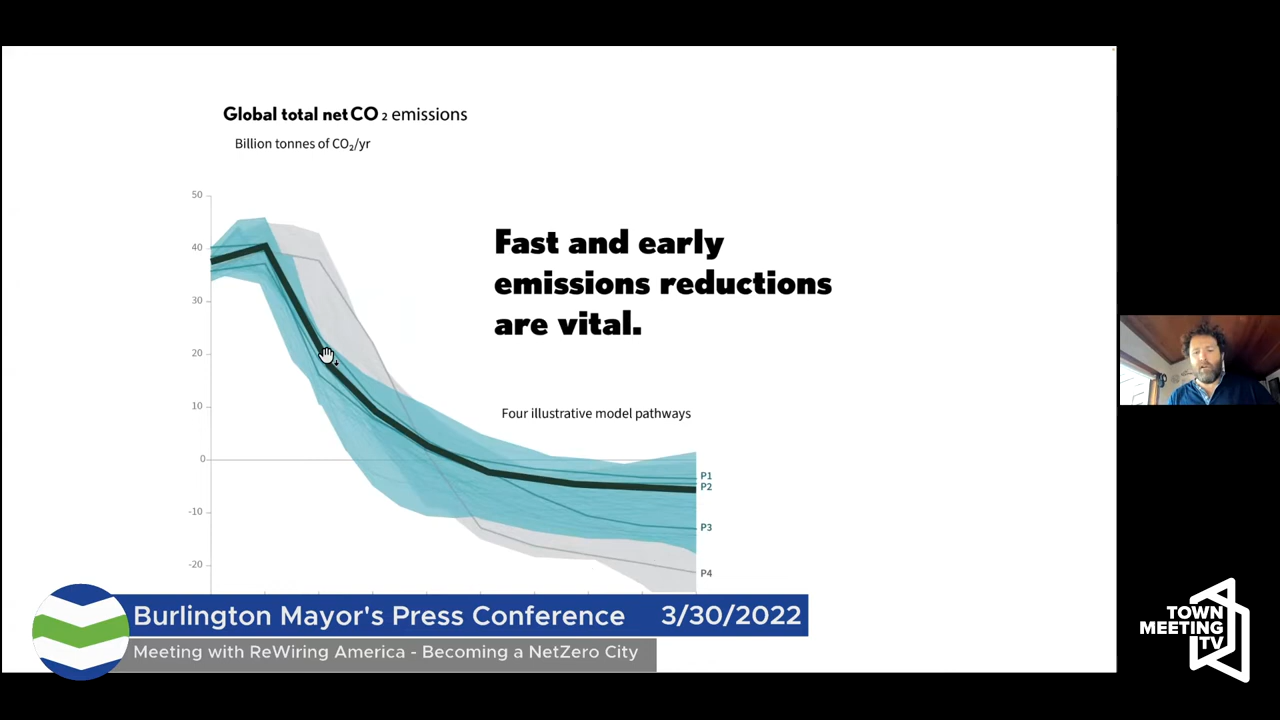 Global total net CO₂ emissions
Billion tonnes of CO₂/yr
50
40
30
20
10
0
-10
-20
Fast and early
emissions reductions
are vital.
Four illustrative model pathways
P1
P2
P3
P4
Burlington Mayor's Press Conference 3/30/2022
Meeting with ReWiring America - Becoming a NetZero City
TOWN
MEETING
TV